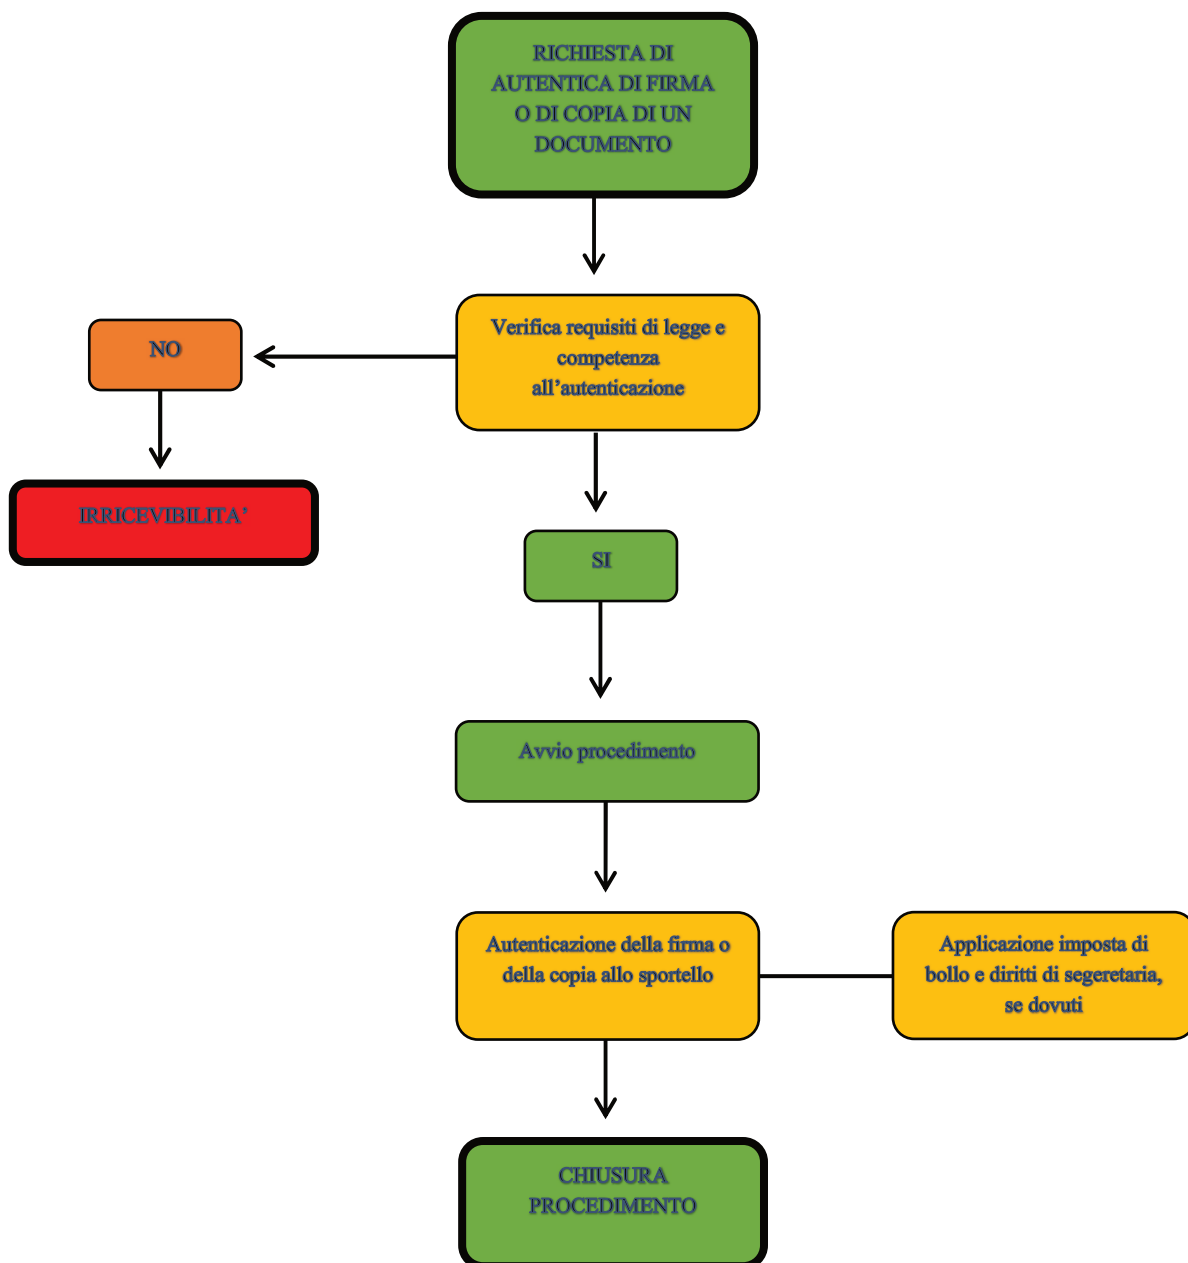 RICHIESTA DI
AUTENTICA DI FIRMA
O DI COPIA DI UN
DOCUMENTO
Verifica requisiti di legge e
competenza
all’autenticazione
NO
IRRICEVIBILITA’
SI
Avvio procedimento
Autenticazione della firma o
della copia allo sportello
Applicazione imposta di
bollo e diritti di segeretaria,
se dovuti
CHIUSURA
PROCEDIMENTO